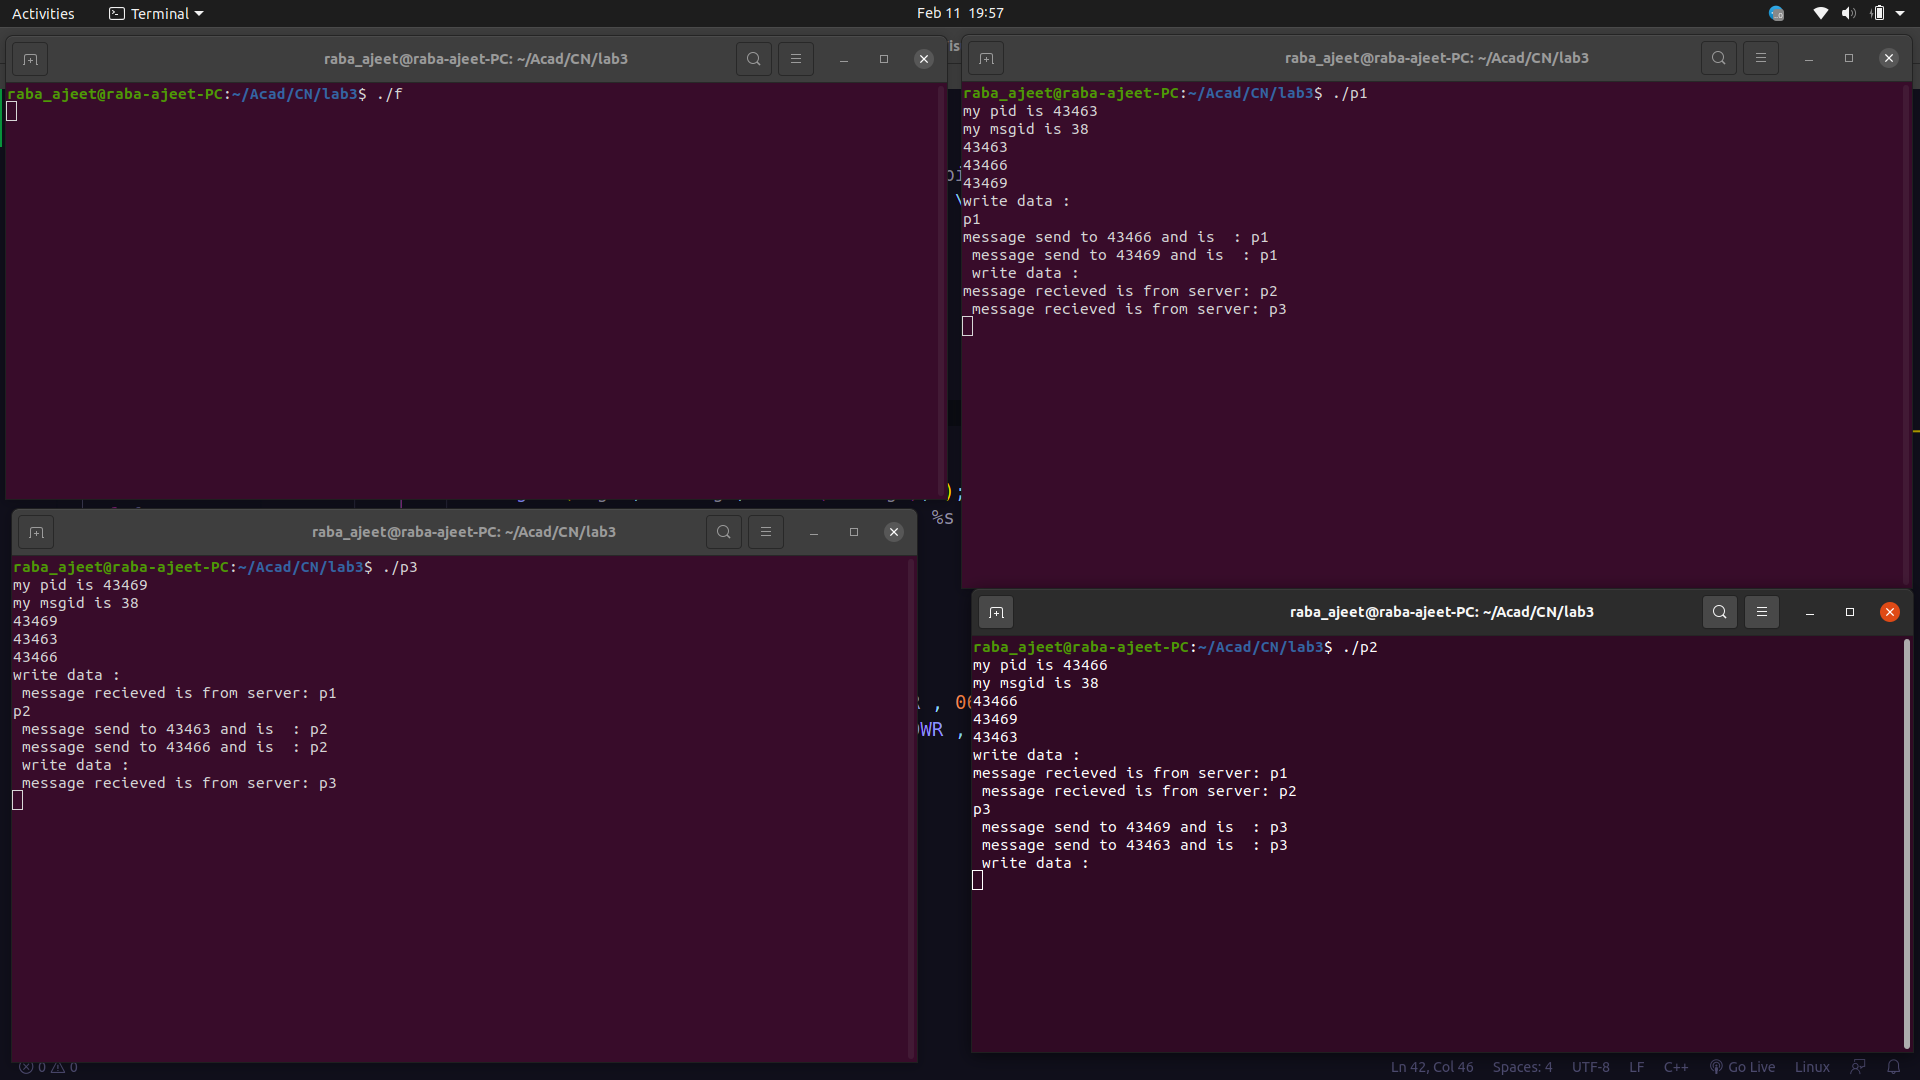 Activities
Terminal
Feb 11 19:57
is
raba_ajeet@raba-ajeet-PC: ~/Acad/CN/lab3
raba_ajeet@raba-ajeet-PC:~/Acad/CN/lab3$ ./f
raba_ajeet@raba-ajeet-PC: ~/Acad/CN/lab3
raba_ajeet@raba-ajeet-PC:~/Acad/CN/lab3$ ./p1
my pid is 43463
my msgid is 38
43463
43466
43469
write data :
p1
message send to 43466 and is  : p1
 message send to 43469 and is  : p1
 write data :
message recieved is from server: p2
 message recieved is from server: p3
);
%s
raba_ajeet@raba-ajeet-PC: ~/Acad/CN/lab3
raba_ajeet@raba-ajeet-PC:~/Acad/CN/lab3$ ./p3
my pid is 43469
my msgid is 38
43469
43463
43466
write data :
 message recieved is from server: p1
p2
 message send to 43463 and is  : p2
 message send to 43466 and is  : p2
 write data :
 message recieved is from server: p3
raba_ajeet@raba-ajeet-PC: ~/Acad/CN/lab3
raba_ajeet@raba-ajeet-PC:~/Acad/CN/lab3$ ./p2
my pid is 43466
my msgid is 38
43466
43469
43463
write data :
message recieved is from server: p1
 message recieved is from server: p2
p3
 message send to 43469 and is  : p3
 message send to 43463 and is  : p3
 write data :
0 0
Ln 42, Col 46
Spaces: 4
UTF-8
LF
C++
Go Live
Linux